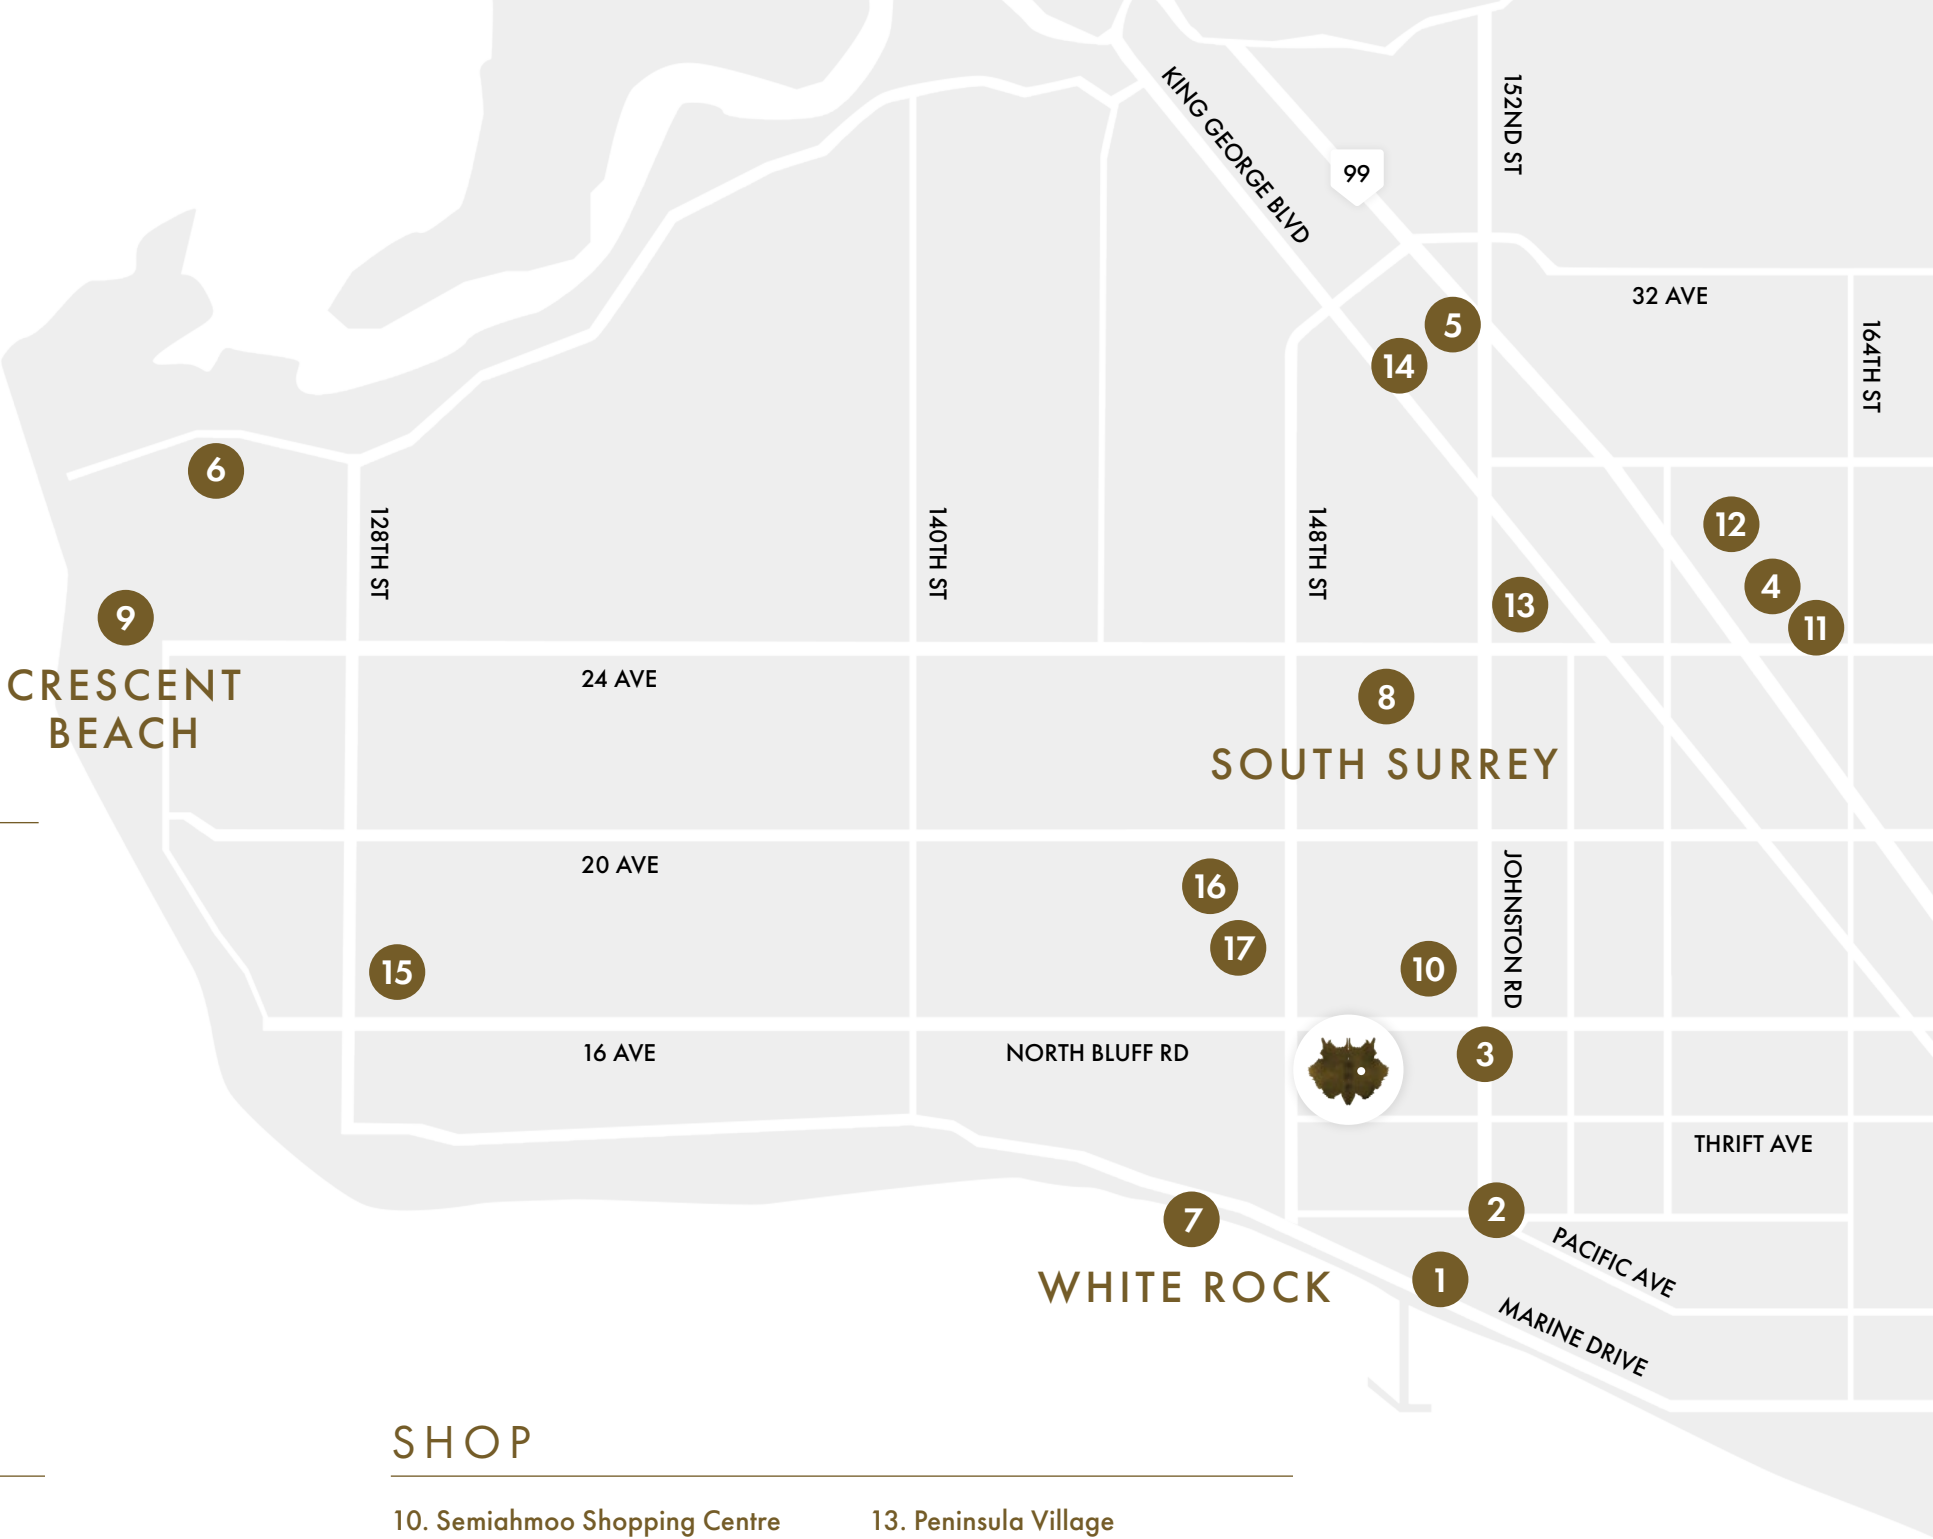 KING GEORGE BLVD
99
152ND ST
32 AVE
164TH ST
5
14
6
12
128TH ST
140TH ST
148TH ST
4
13
9
11
CRESCENT
BEACH
24 AVE
8
SOUTH SURREY
20 AVE
JOHNSTON RD
16
17
10
15
16 AVE
NORTH BLUFF RD
3
THRIFT AVE
2
7
PACIFIC AVE
WHITE ROCK
1
MARINE DRIVE
SHOP
10. Semiahmoo Shopping Centre
13. Peninsula Village